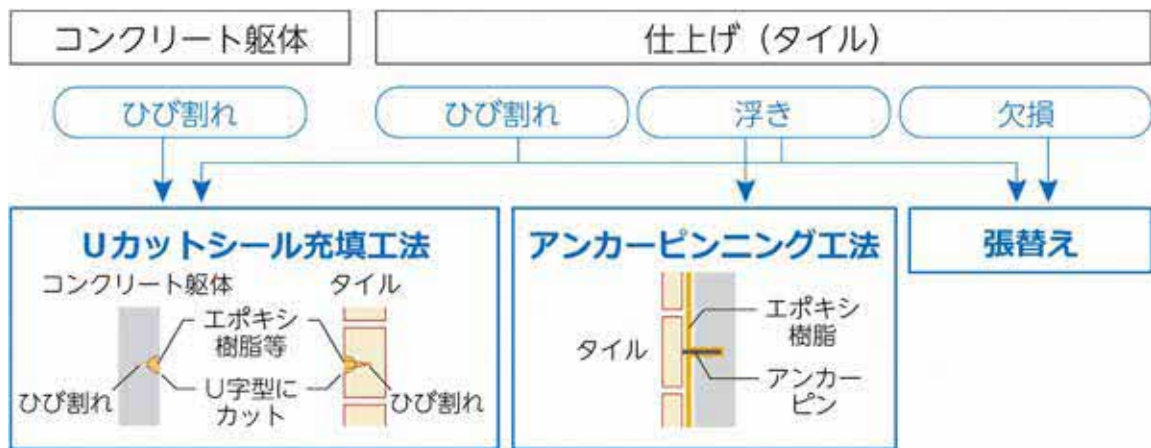 コンクリート躯体
仕上げ（タイル）
ひび割れ
ひび割れ
浮き
欠損
Uカットシール充填工法
コンクリート躯体
タイル
エポキシ
樹脂等
U字型に
カット
ひび割れ
ひび割れ
アンカーピンニング工法
タイル
エポキシ
樹脂
アンカー
ピン
張替え